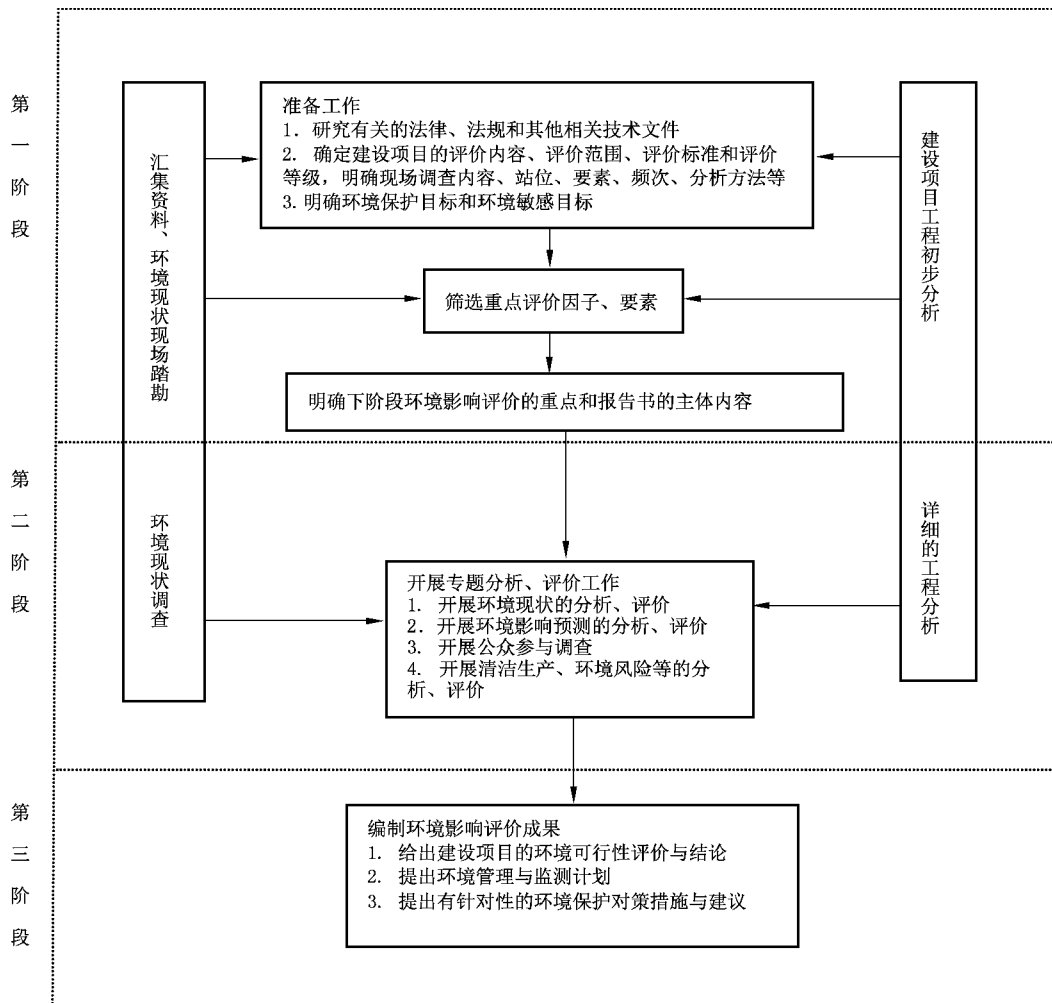 第一阶段
汇集资料、环境现状现场踏勘
准备工作
1. 研究有关的法律、法规和其他相关技术文件
2. 确定建设项目的评价内容、评价范围、评价标准和评价
等级，明确现场调查内容、站位、要素、频次、分析方法等
3.明确环境保护目标和环境敏感目标
建设项目工程初步分析
筛选重点评价因子、要素
明确下阶段环境影响评价的重点和报告书的主体内容
第二阶段
环境现状调查
开展专题分析、评价工作
1. 开展环境现状的分析、评价
2. 开展环境影响预测的分析、评价
3. 开展公众参与调查
4. 开展清洁生产、环境风险等的分
析、评价
详细的工程分析
第三阶段
编制环境影响评价成果
1. 给出建设项目的环境可行性评价与结论
2. 提出环境管理与监测计划
3. 提出有针对性的环境保护对策措施与建议